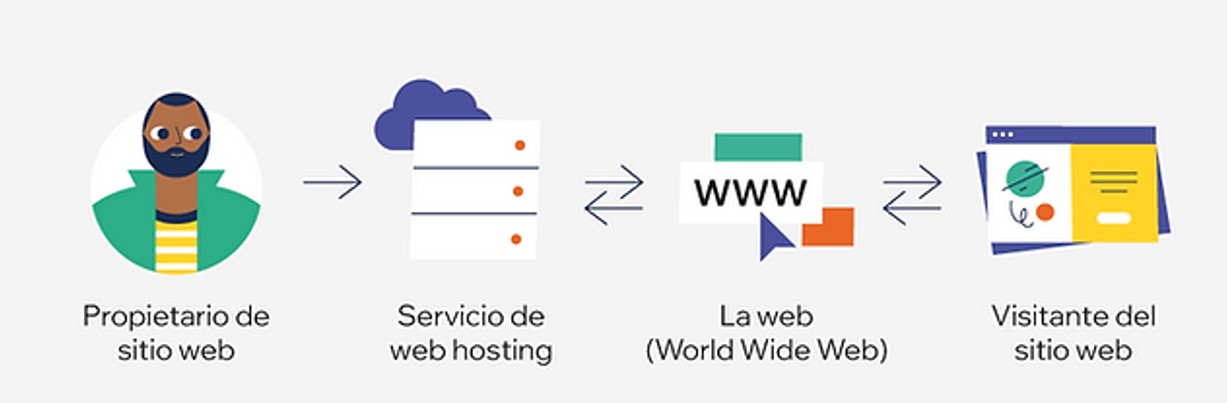 WWW
Propietario de
sitio web
Servicio de
web hosting
La web
(World Wide Web)
Visitante del
sitio web